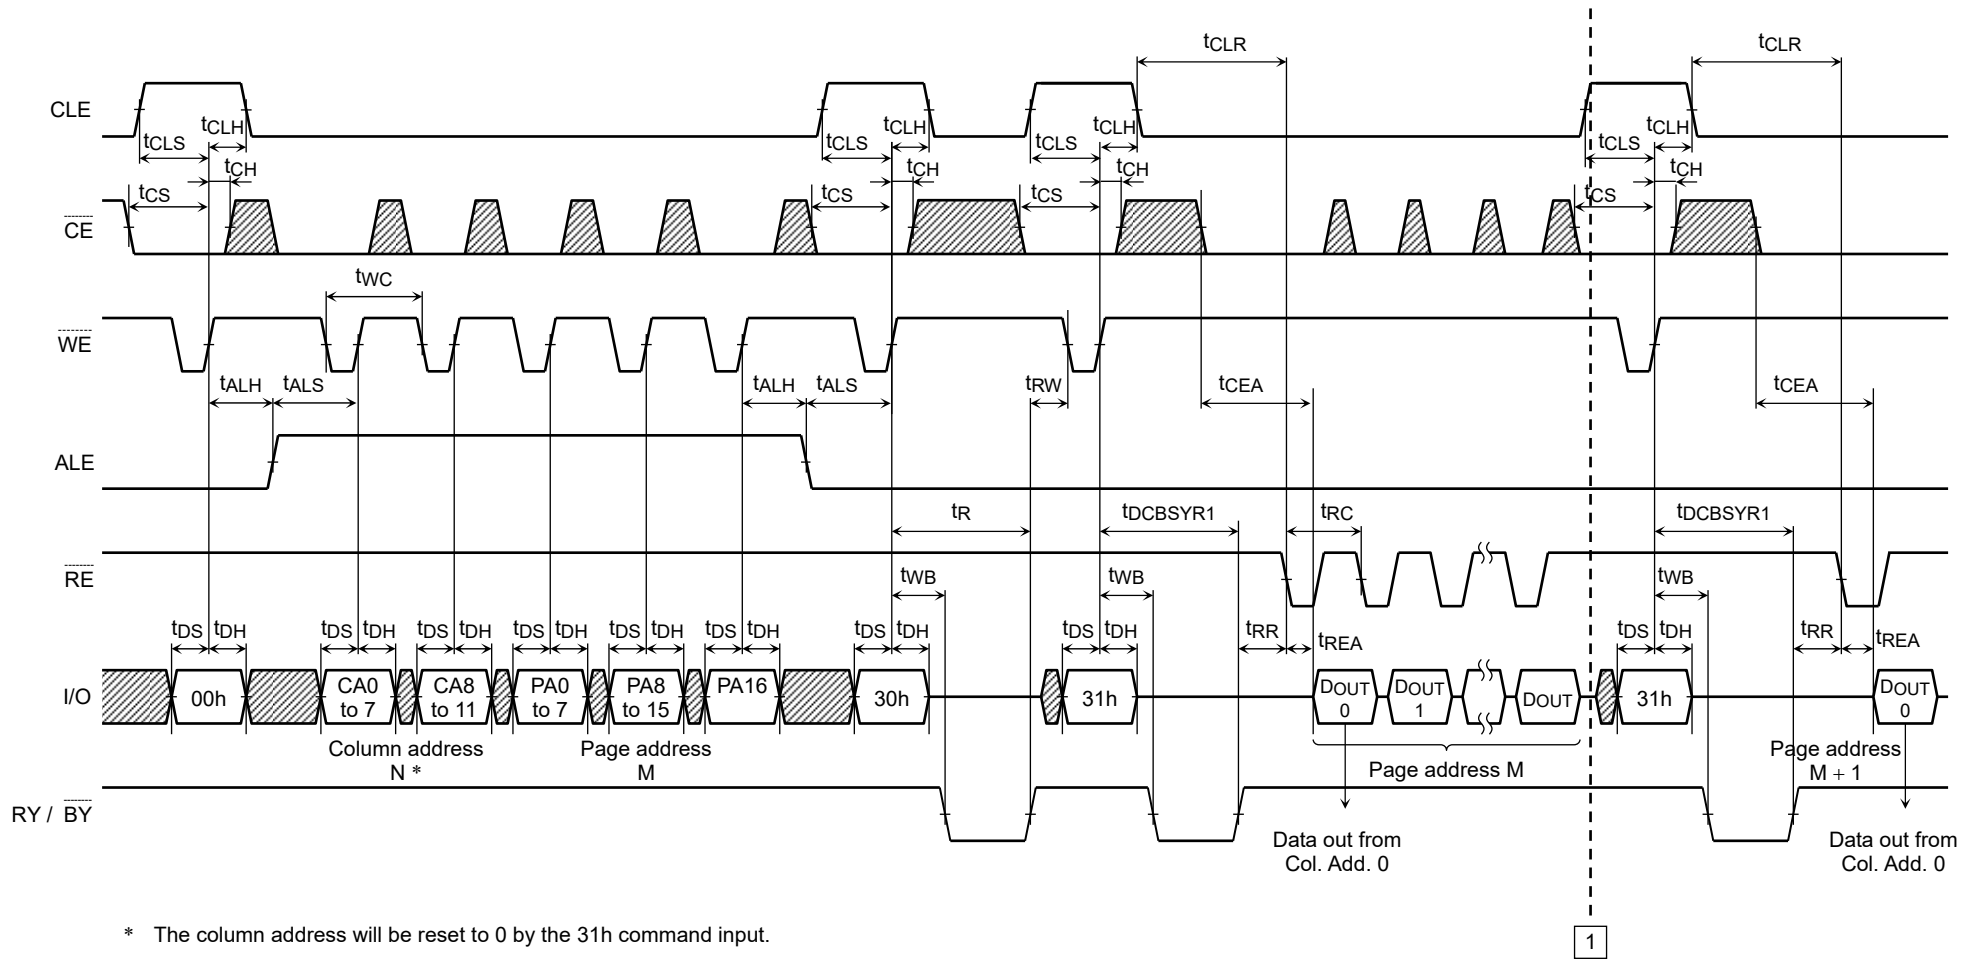 tCLR tCLR
CLE
tCLS tCLH tCLS tCLH tCLS tCLH tCLS tCLH
tCS tCH tCS tCH tCS tCH tCS tCH
CE
tWC
WE
tALH tALS tALH tALS tRW tCEA tCEA
ALE
tR tDCBSYR1 tRC tDCBSYR1
RE
tWB tWB tWB
tDS tDH tDS tDH tDS tDH tDS tDH tDS tDH tDS tDH tDS tDH tDS tDH tRR tREA tDS tDH tRR tREA
I/O
00h
CA0 to 7
CA8 to 11
PA0 to 7
PA8 to 15
PA16
30h
31h
DOUT 0
DOUT 1
DOUT
31h
DOUT 0
Column address
N *
Page address
M
Page address M
Page address
M + 1
RY / BY
Data out from
Col. Add. 0
Data out from
Col. Add. 0
* The column address will be reset to 0 by the 31h command input.
1